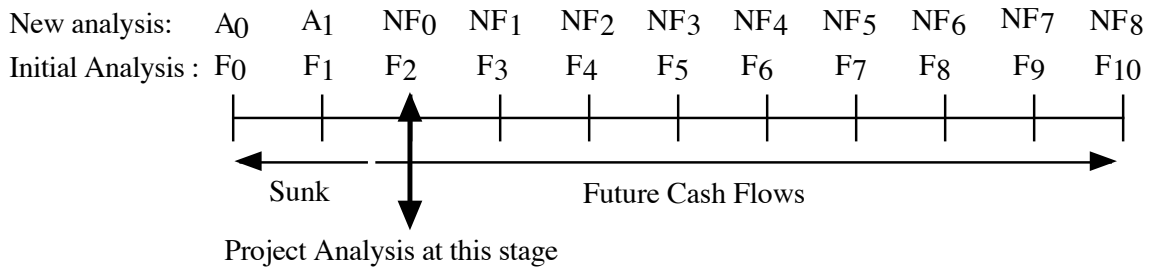 New analysis: A0 A1 NF0 NF1 NF2 NF3 NF4 NF5 NF6 NF7 NF8
Initial Analysis : F0 F1 F2 F3 F4 F5 F6 F7 F8 F9 F10
Sunk Future Cash Flows
Project Analysis at this stage